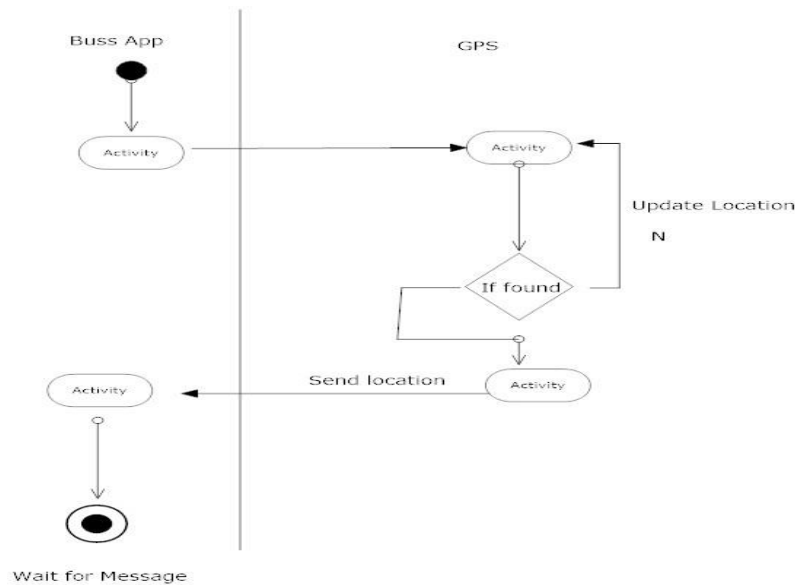 Buss App
GPS
Activity
Activity
Update Location
N
If found
Activity
Send location
Activity
Wait for Message